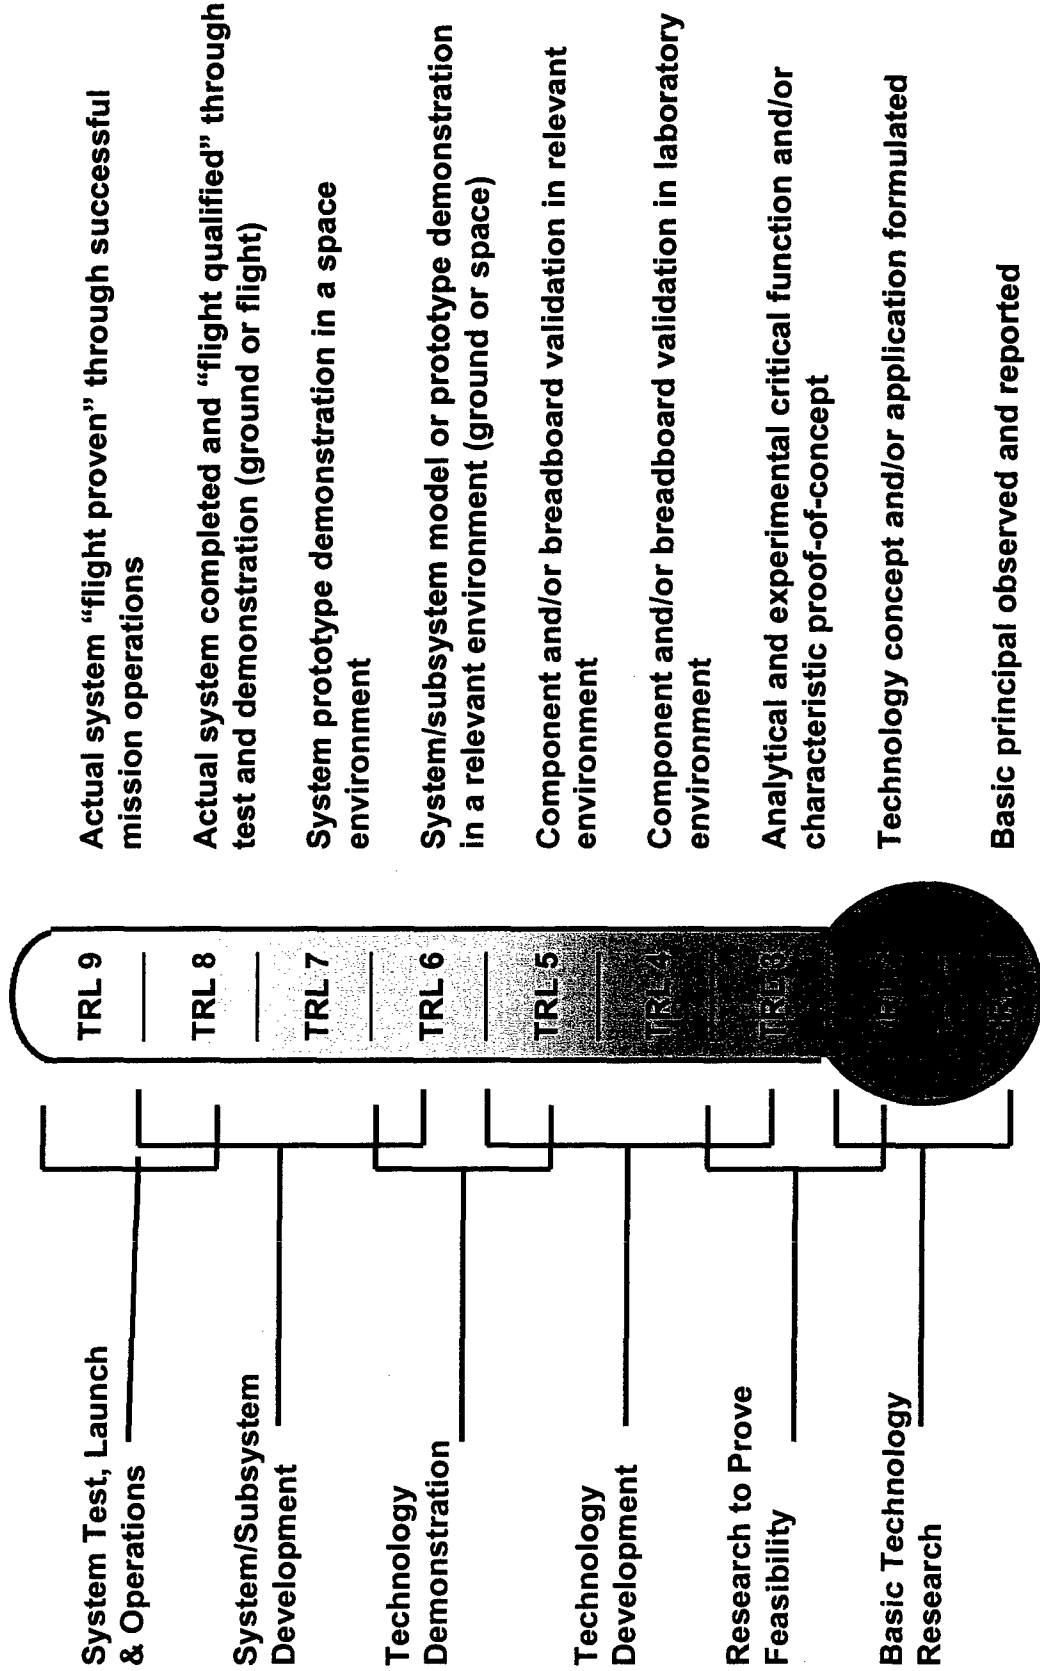 System Test, Launch
& Operations
System/Subsystem
Development
Technology
Demonstration
Technology
Development
Research to Prove
Feasibility
Basic Technology
Research
TRL 9
TRL 8
TRL 7
TRL 6
TRL 5
TRL 4
TRL 3
Actual system “flight proven” through successful
mission operations
Actual system completed and “flight qualified” through
test and demonstration (ground or flight)
System prototype demonstration in a space
environment
System/subsystem model or prototype demonstration
in a relevant environment (ground or space)
Component and/or breadboard validation in relevant
environment
Component and/or breadboard validation in laboratory
environment
Analytical and experimental critical function and/or
characteristic proof-of-concept
Technology concept and/or application formulated
Basic principal observed and reported